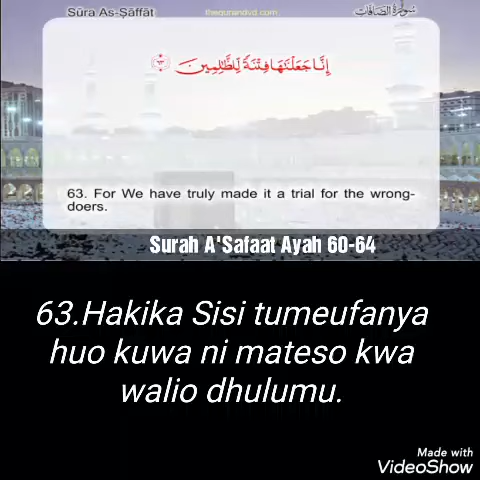 Sūra As-Ṣāffāt
thequrandvd.com
سورة الصافات
إِنَّا جَعَلْنَاهَا فِتْنَةً لِّلظَّالِمِينَ ﴿٦٣﴾
63. For We have truly made it a trial for the wrong-
doers.
Surah A'Safaat Ayah 60-64
63.Hakika Sisi tumeufanya
huo kuwa ni mateso kwa
walio dhulumu.
Made with
VideoShow